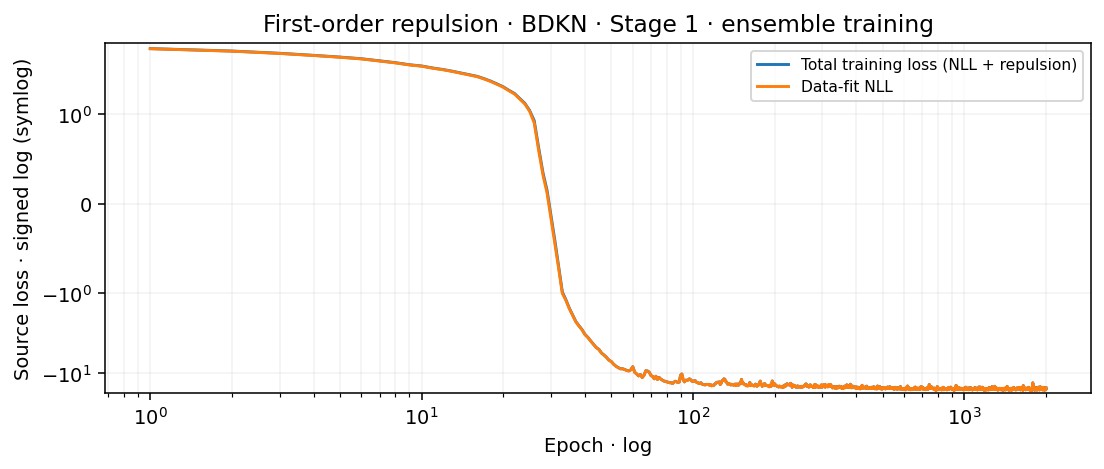 First-order repulsion · BDKN · Stage 1 · ensemble training
Source loss · signed log (symlog)
10⁰
0
−10⁰
−10¹
Total training loss (NLL + repulsion)
Data-fit NLL
10⁰ 10¹ 10² 10³
Epoch · log